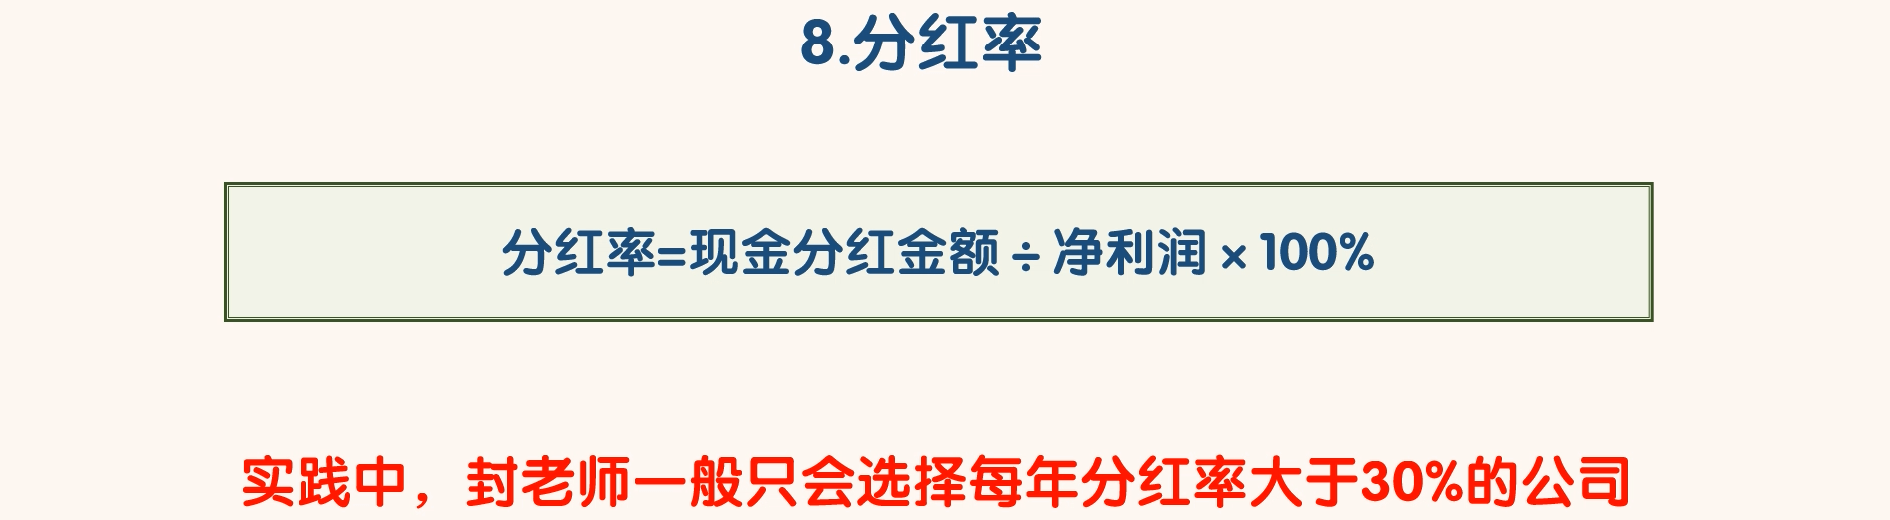 8.分红率
分红率=现金分红金额 ÷ 净利润 × 100%
实践中，封老师一般只会选择每年分红率大于30%的公司